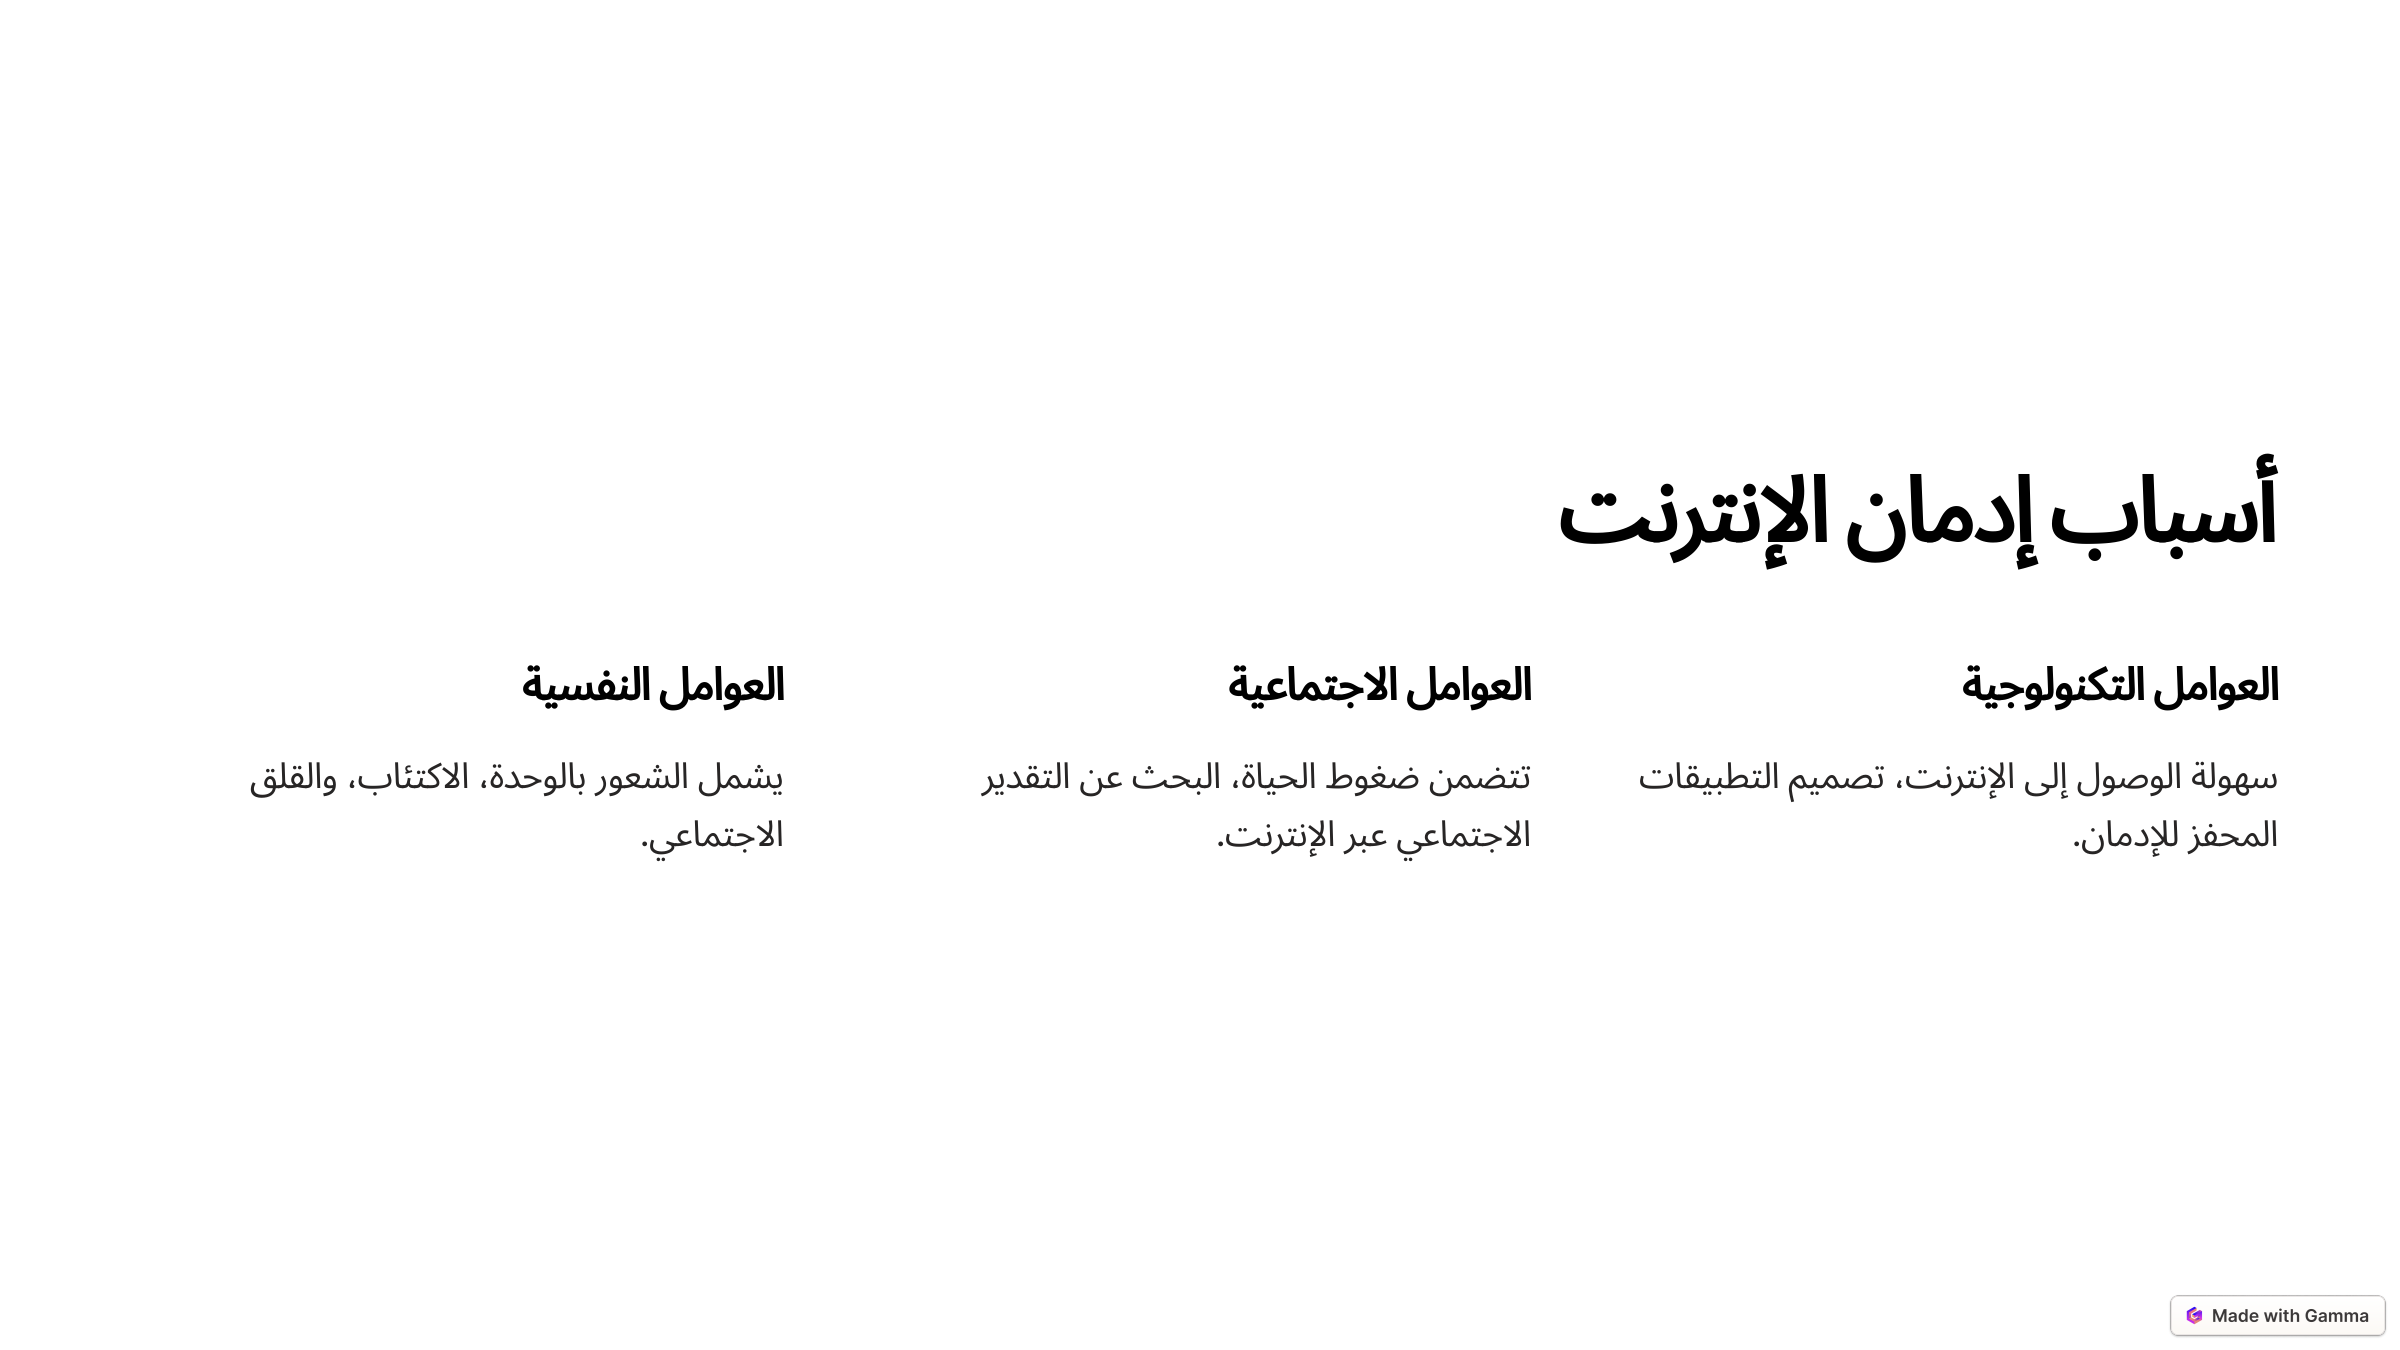 أسباب إدمان الإنترنت
العوامل التكنولوجية
سهولة الوصول إلى الإنترنت، تصميم التطبيقات
المحفز للإدمان.
العوامل الاجتماعية
تتضمن ضغوط الحياة، البحث عن التقدير
الاجتماعي عبر الإنترنت.
العوامل النفسية
يشمل الشعور بالوحدة، الاكتئاب، والقلق
الاجتماعي.
Made with Gamma